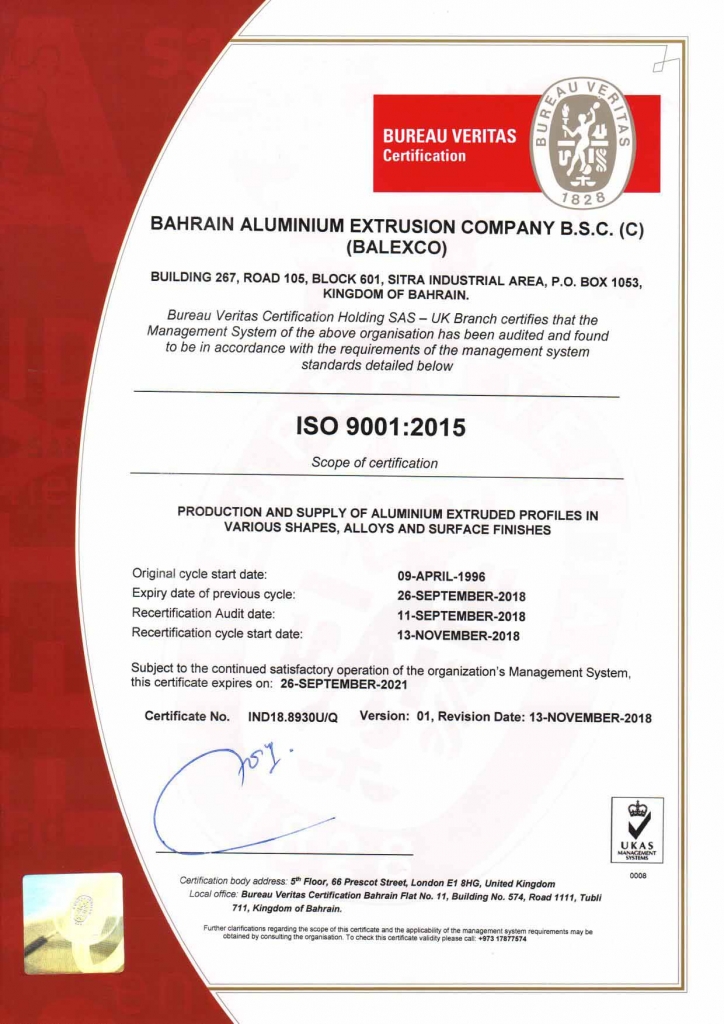 BUREAU VERITAS
Certification
BUREAU VERITAS
1828
BAHRAIN ALUMINIUM EXTRUSION COMPANY B.S.C. (C)
(BALEXCO)
BUILDING 267, ROAD 105, BLOCK 601, SITRA INDUSTRIAL AREA, P.O. BOX 1053,
KINGDOM OF BAHRAIN.
Bureau Veritas Certification Holding SAS – UK Branch certifies that the
Management System of the above organisation has been audited and found
to be in accordance with the requirements of the management system
standards detailed below
ISO 9001:2015
Scope of certification
PRODUCTION AND SUPPLY OF ALUMINIUM EXTRUDED PROFILES IN
VARIOUS SHAPES, ALLOYS AND SURFACE FINISHES
Original cycle start date: 09-APRIL-1996
Expiry date of previous cycle: 26-SEPTEMBER-2018
Recertification Audit date: 11-SEPTEMBER-2018
Recertification cycle start date: 13-NOVEMBER-2018
Subject to the continued satisfactory operation of the organization's Management System,
this certificate expires on: 26-SEPTEMBER-2021
Certificate No. IND18.8930U/Q Version: 01, Revision Date: 13-NOVEMBER-2018
UKAS
MANAGEMENT
SYSTEMS
0008
Certification body address: 5th Floor, 66 Prescot Street, London E1 8HG, United Kingdom
Local office: Bureau Veritas Certification Bahrain Flat No. 11, Building No. 574, Road 1111, Tubli
711, Kingdom of Bahrain.
Further clarifications regarding the scope of this certificate and the applicability of the management system requirements may be
obtained by consulting the organisation. To check this certificate validity please call: +973 17877574